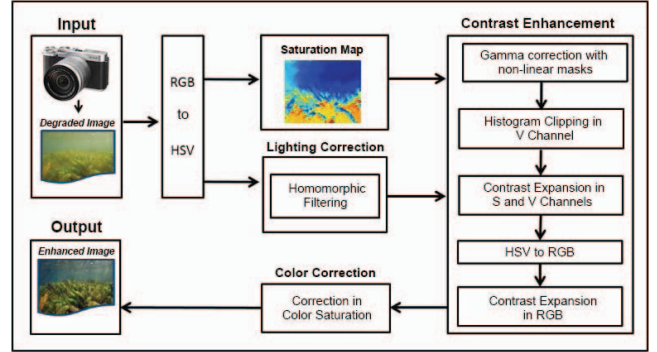 Input
Degraded Image
RGB
to
HSV
Saturation Map
Lighting Correction
Homomorphic
Filtering
Contrast Enhancement
Gamma correction with
non-linear masks
Histogram Clipping in
V Channel
Contrast Expansion in
S and V Channels
HSV to RGB
Contrast Expansion
in RGB
Color Correction
Correction in
Color Saturation
Output
Enhanced Image